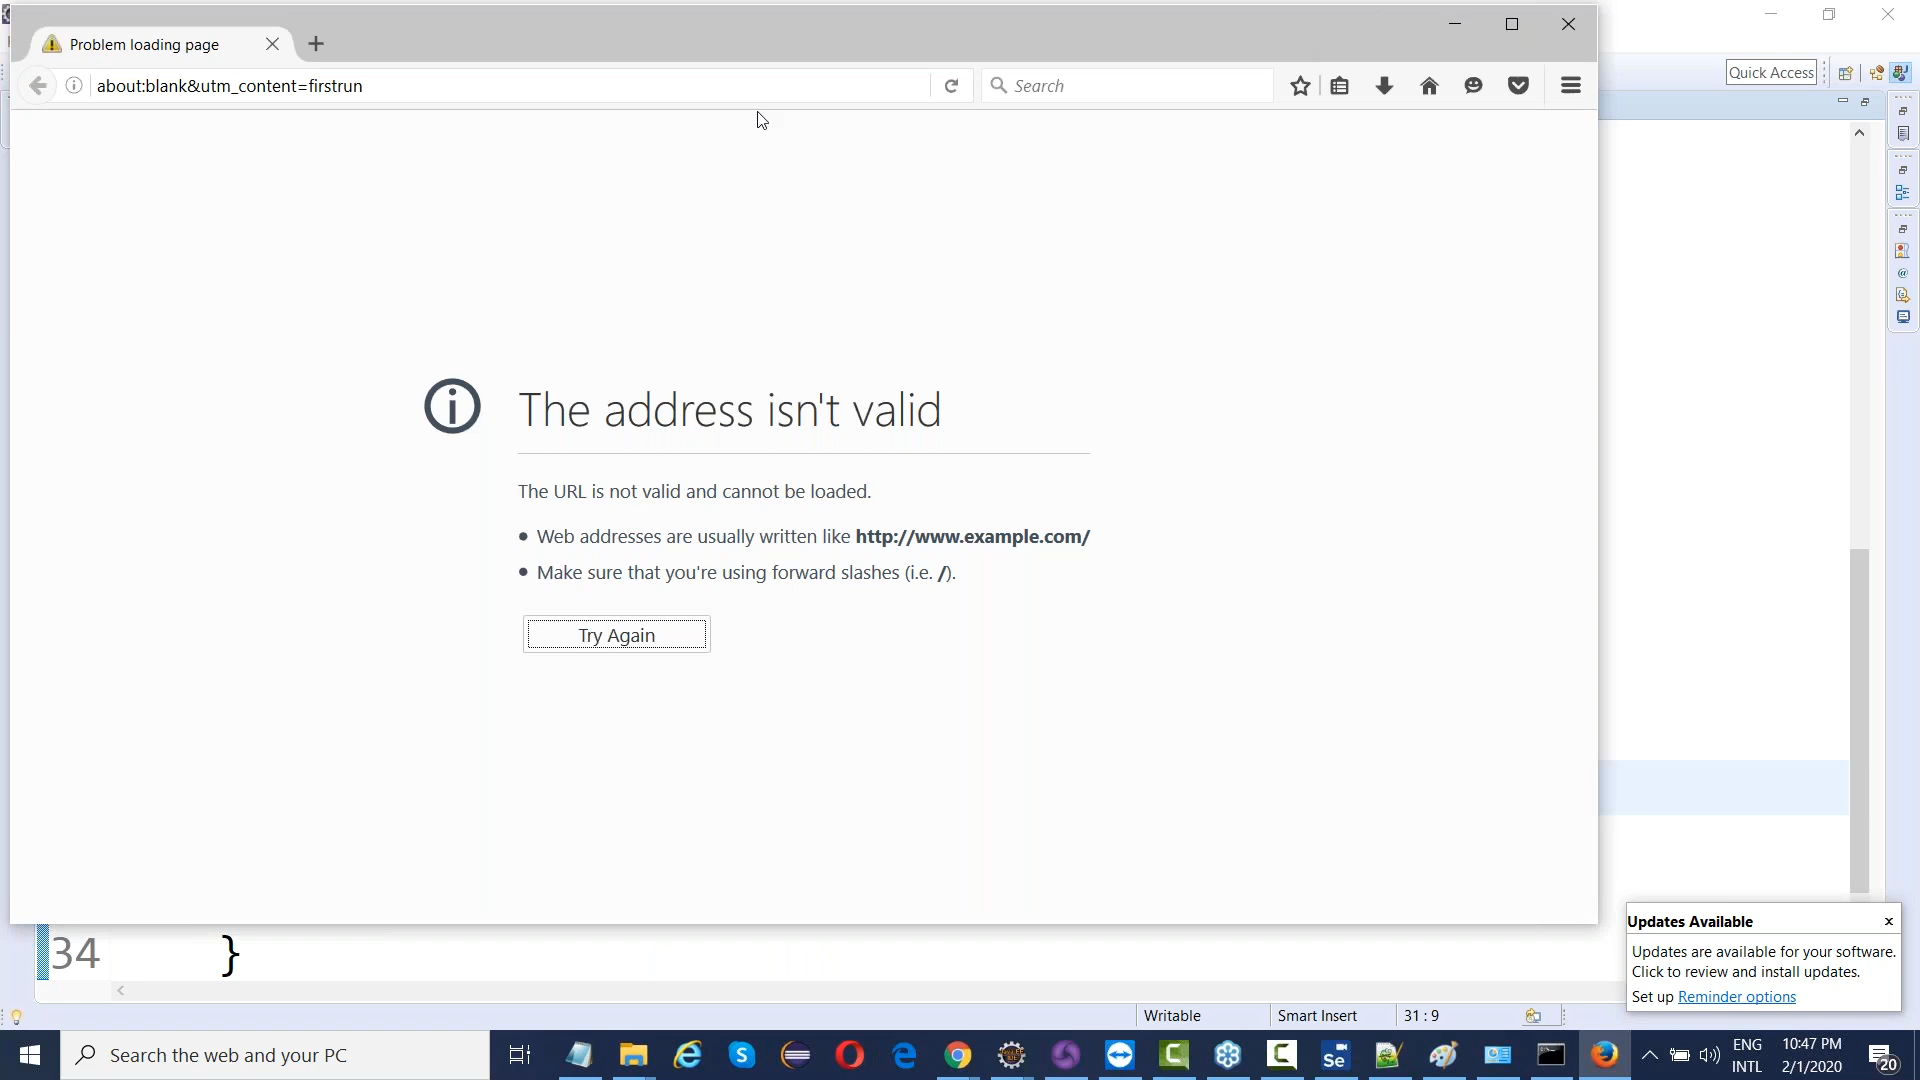 Problem loading page
about:blank&utm_content=firstrun
Search
Quick Access
The address isn't valid
The URL is not valid and cannot be loaded.
Web addresses are usually written like http://www.example.com/
Make sure that you're using forward slashes (i.e. /).
Try Again
34 }
Updates Available
Updates are available for your software.
Click to review and install updates.
Set up Reminder options
Writable
Smart Insert
31 : 9
Search the web and your PC
Se
ENG
INTL
10:47 PM
2/1/2020
20